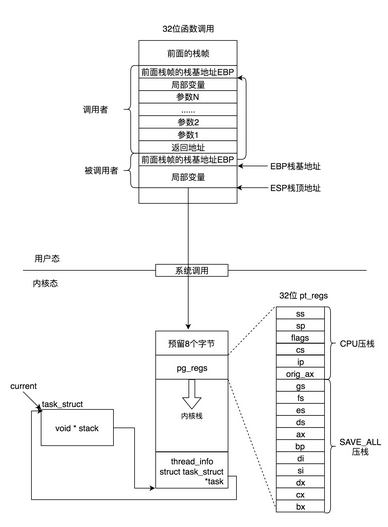 32位函数调用
前面的栈帧
前面栈帧的栈基地址EBP
局部变量
参数N
......
参数2
参数1
返回地址
调用者
前面栈帧的栈基地址EBP
局部变量
被调用者
EBP栈基地址
ESP栈顶地址
用户态
系统调用
内核态
预留8个字节
pg_regs
内核栈
thread_info
struct task_struct
*task
current
task_struct
void * stack
32位 pt_regs
ss
sp
flags
cs
ip
orig_ax
gs
fs
es
ds
ax
bp
di
si
dx
cx
bx
CPU压栈
SAVE_ALL
压栈